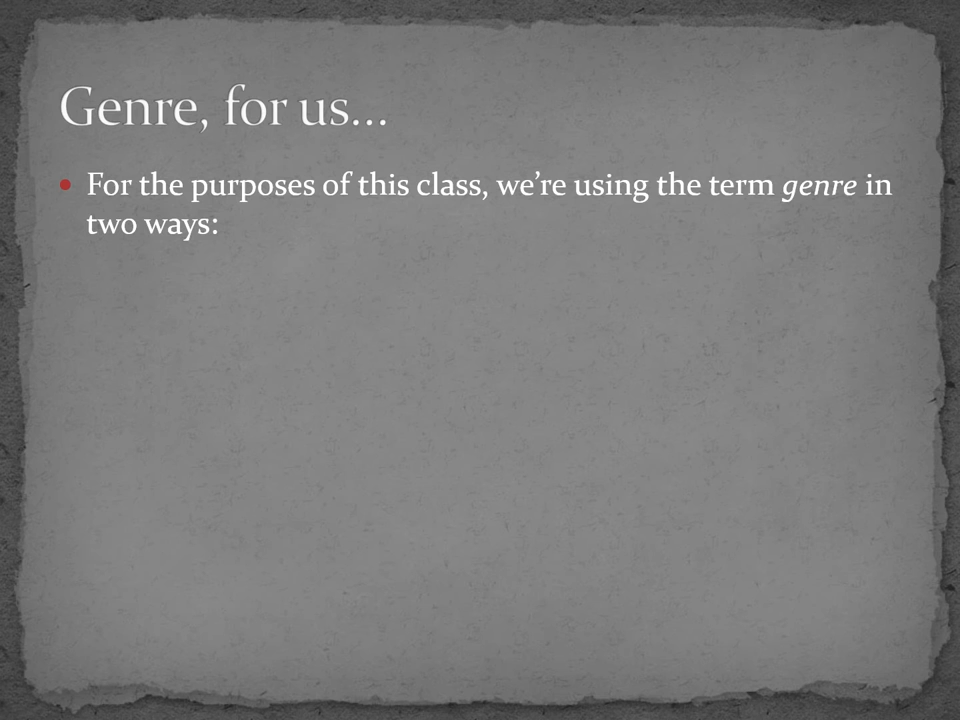 Genre, for us…
• For the purposes of this class, we’re using the term genre in
two ways: